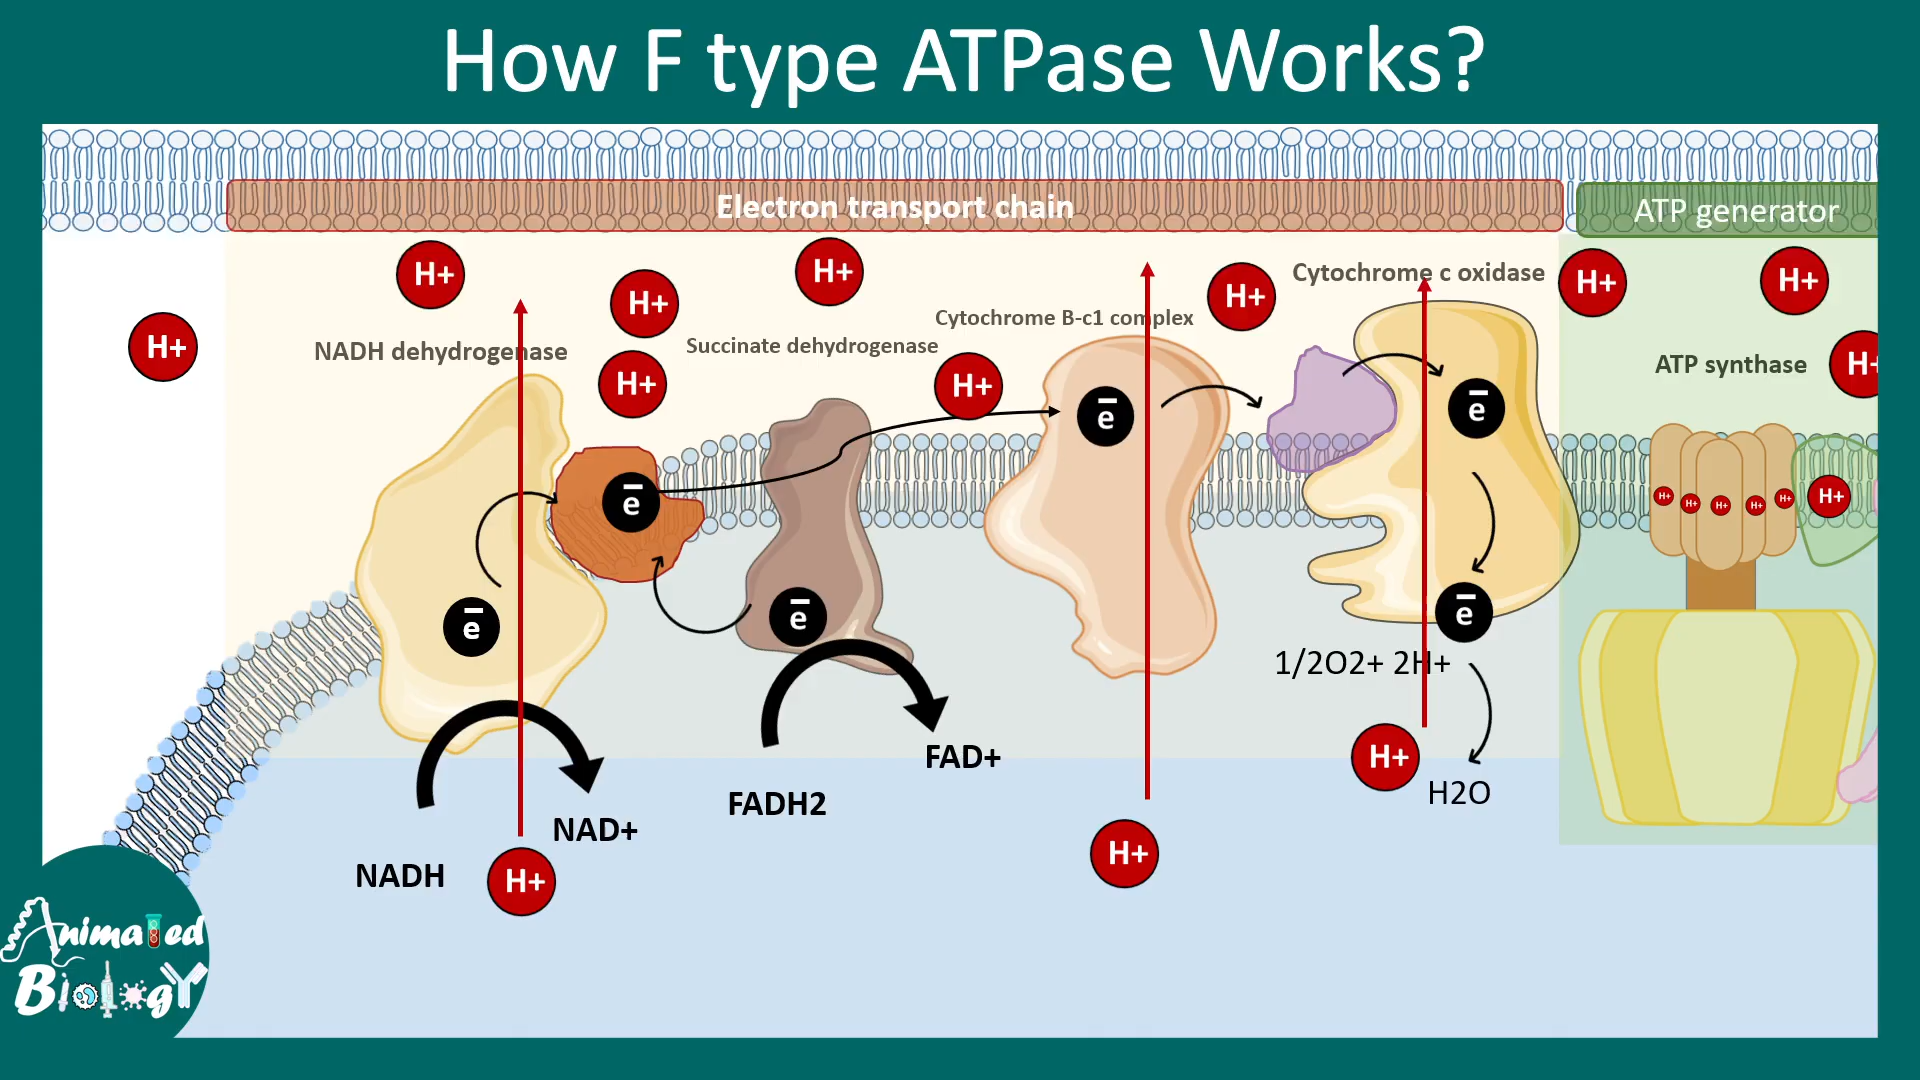 How F type ATPase Works?
Electron transport chain
ATP generator
H+
H+
H+
H+
H+
H+
Cytochrome c oxidase
H+
H+
Cytochrome B-c1 complex
NADH dehydrogenase
Succinate dehydrogenase
H+
H+
ATP synthase
H+
ē
ē
ē
H+
H+
H+
H+
H+
H+
ē
ē
ē
1/2O2+ 2H+
H+
FAD+
H2O
FADH2
NAD+
H+
NADH
H+
Animated
Biology